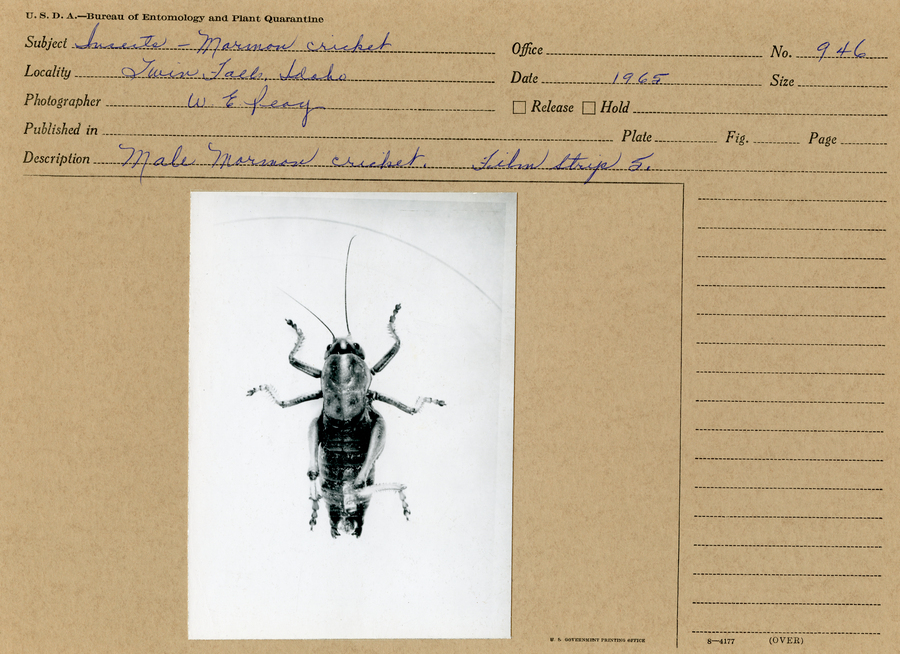 U. S. D. A.—Bureau of Entomology and Plant Quarantine
Subject Insects - Mormon cricket Office No. 946
Locality Twin Falls, Idaho Date 1965 Size
Photographer W E Peay Release Hold
Published in Plate Fig. Page
Description Male Mormon cricket. Film Strip 5.
U. S. GOVERNMENT PRINTING OFFICE 8—4177 (OVER)